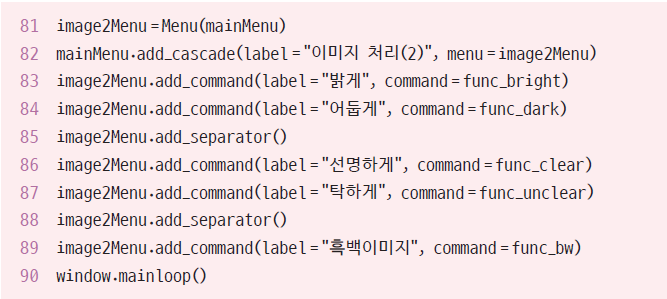 81 image2Menu = Menu(mainMenu)
82 mainMenu.add_cascade(label = "이미지 처리(2)", menu = image2Menu)
83 image2Menu.add_command(label = "밝게", command = func_bright)
84 image2Menu.add_command(label = "어둡게", command = func_dark)
85 image2Menu.add_separator()
86 image2Menu.add_command(label = "선명하게", command = func_clear)
87 image2Menu.add_command(label = "탁하게", command = func_unclear)
88 image2Menu.add_separator()
89 image2Menu.add_command(label = "흑백이미지", command = func_bw)
90 window.mainloop()